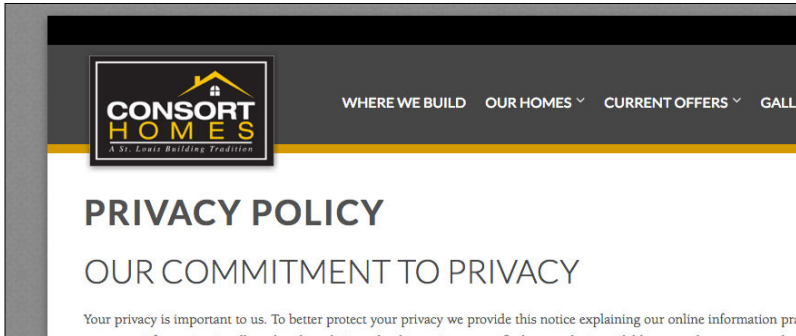 CONSORT
HOMES
A St. Louis Building Tradition
WHERE WE BUILD OUR HOMES CURRENT OFFERS GALL
PRIVACY POLICY
OUR COMMITMENT TO PRIVACY
Your privacy is important to us. To better protect your privacy we provide this notice explaining our online information pra